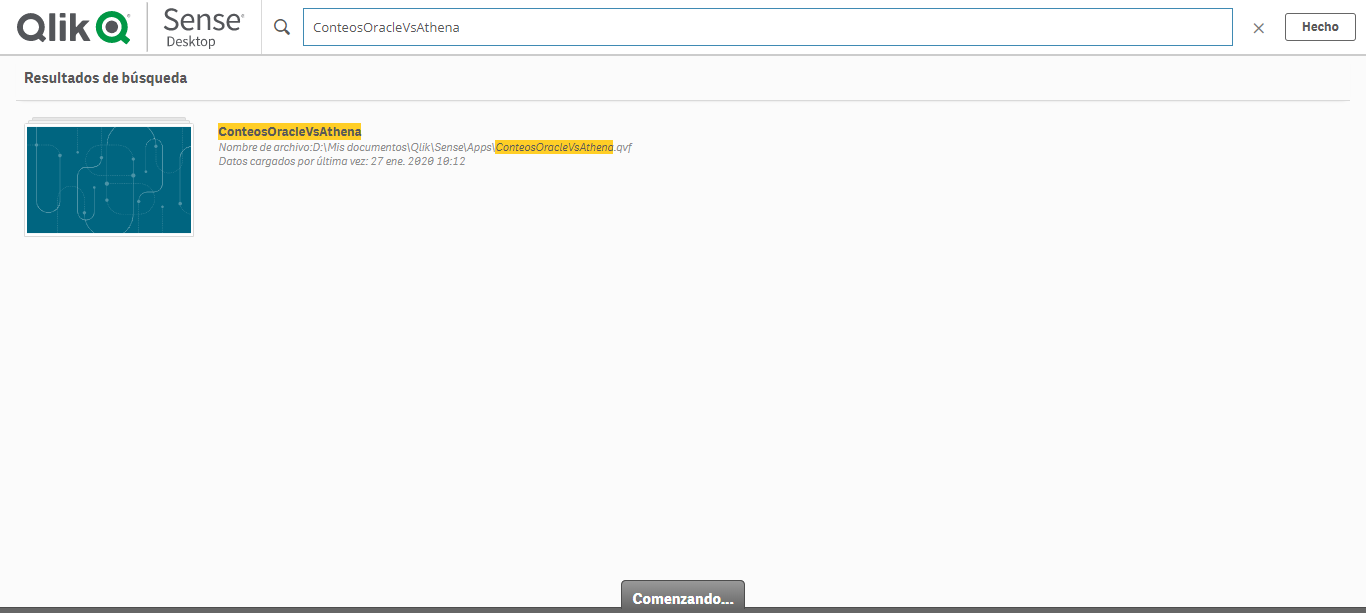 Qlik Sense® Desktop
ConteosOracleVsAthena
Hecho
Resultados de búsqueda
ConteosOracleVsAthena
Nombre de archivo:D:\Mis documentos\Qlik\Sense\Apps\ConteosOracleVsAthena.qvf
Datos cargados por última vez: 27 ene. 2020 10:12
Comenzando...